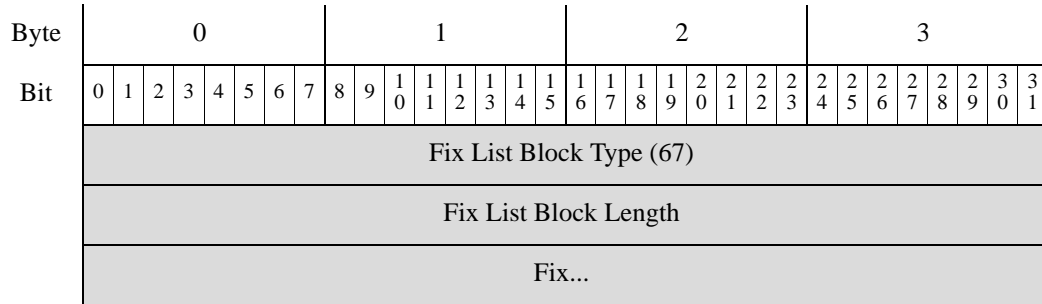 Byte 0 1 2 3
Bit 0 1 2 3 4 5 6 7 8 9 10 11 12 13 14 15 16 17 18 19 20 21 22 23 24 25 26 27 28 29 30 31
Fix List Block Type (67)
Fix List Block Length
Fix...